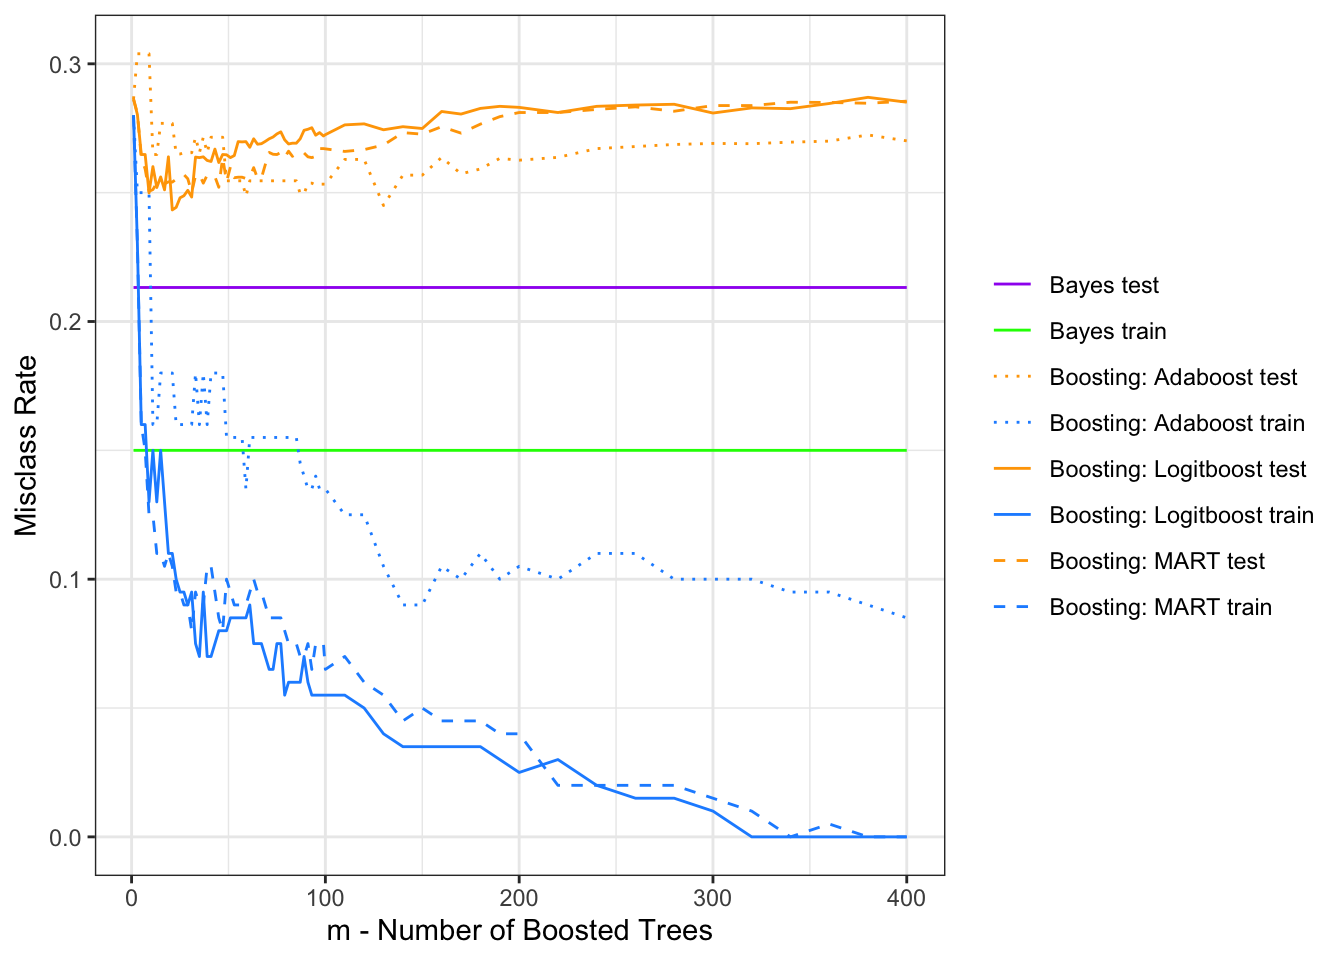 0.3
0.2
0.1
0.0
Misclass Rate
0
100
200
300
400
m - Number of Boosted Trees
Bayes test
Bayes train
Boosting: Adaboost test
Boosting: Adaboost train
Boosting: Logitboost test
Boosting: Logitboost train
Boosting: MART test
Boosting: MART train